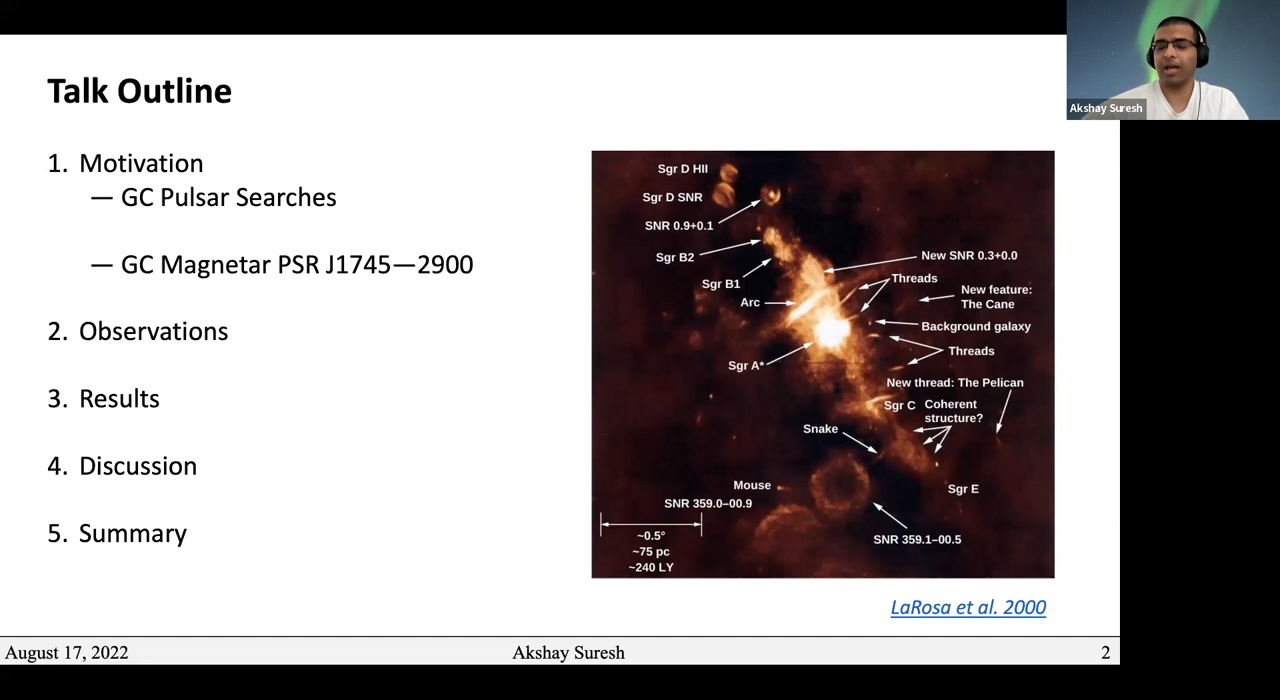 Akshay Suresh
Talk Outline
1. Motivation
— GC Pulsar Searches
— GC Magnetar PSR J1745—2900
2. Observations
3. Results
4. Discussion
5. Summary
Sgr D HII
Sgr D SNR
SNR 0.9+0.1
Sgr B2
Sgr B1
Arc
Sgr A*
New SNR 0.3+0.0
Threads
New feature:
The Cane
Background galaxy
Threads
New thread: The Pelican
Sgr C
Coherent
structure?
Snake
Mouse
SNR 359.0–00.9
Sgr E
SNR 359.1–00.5
~0.5°
~75 pc
~240 LY
LaRosa et al. 2000
August 17, 2022
Akshay Suresh
2